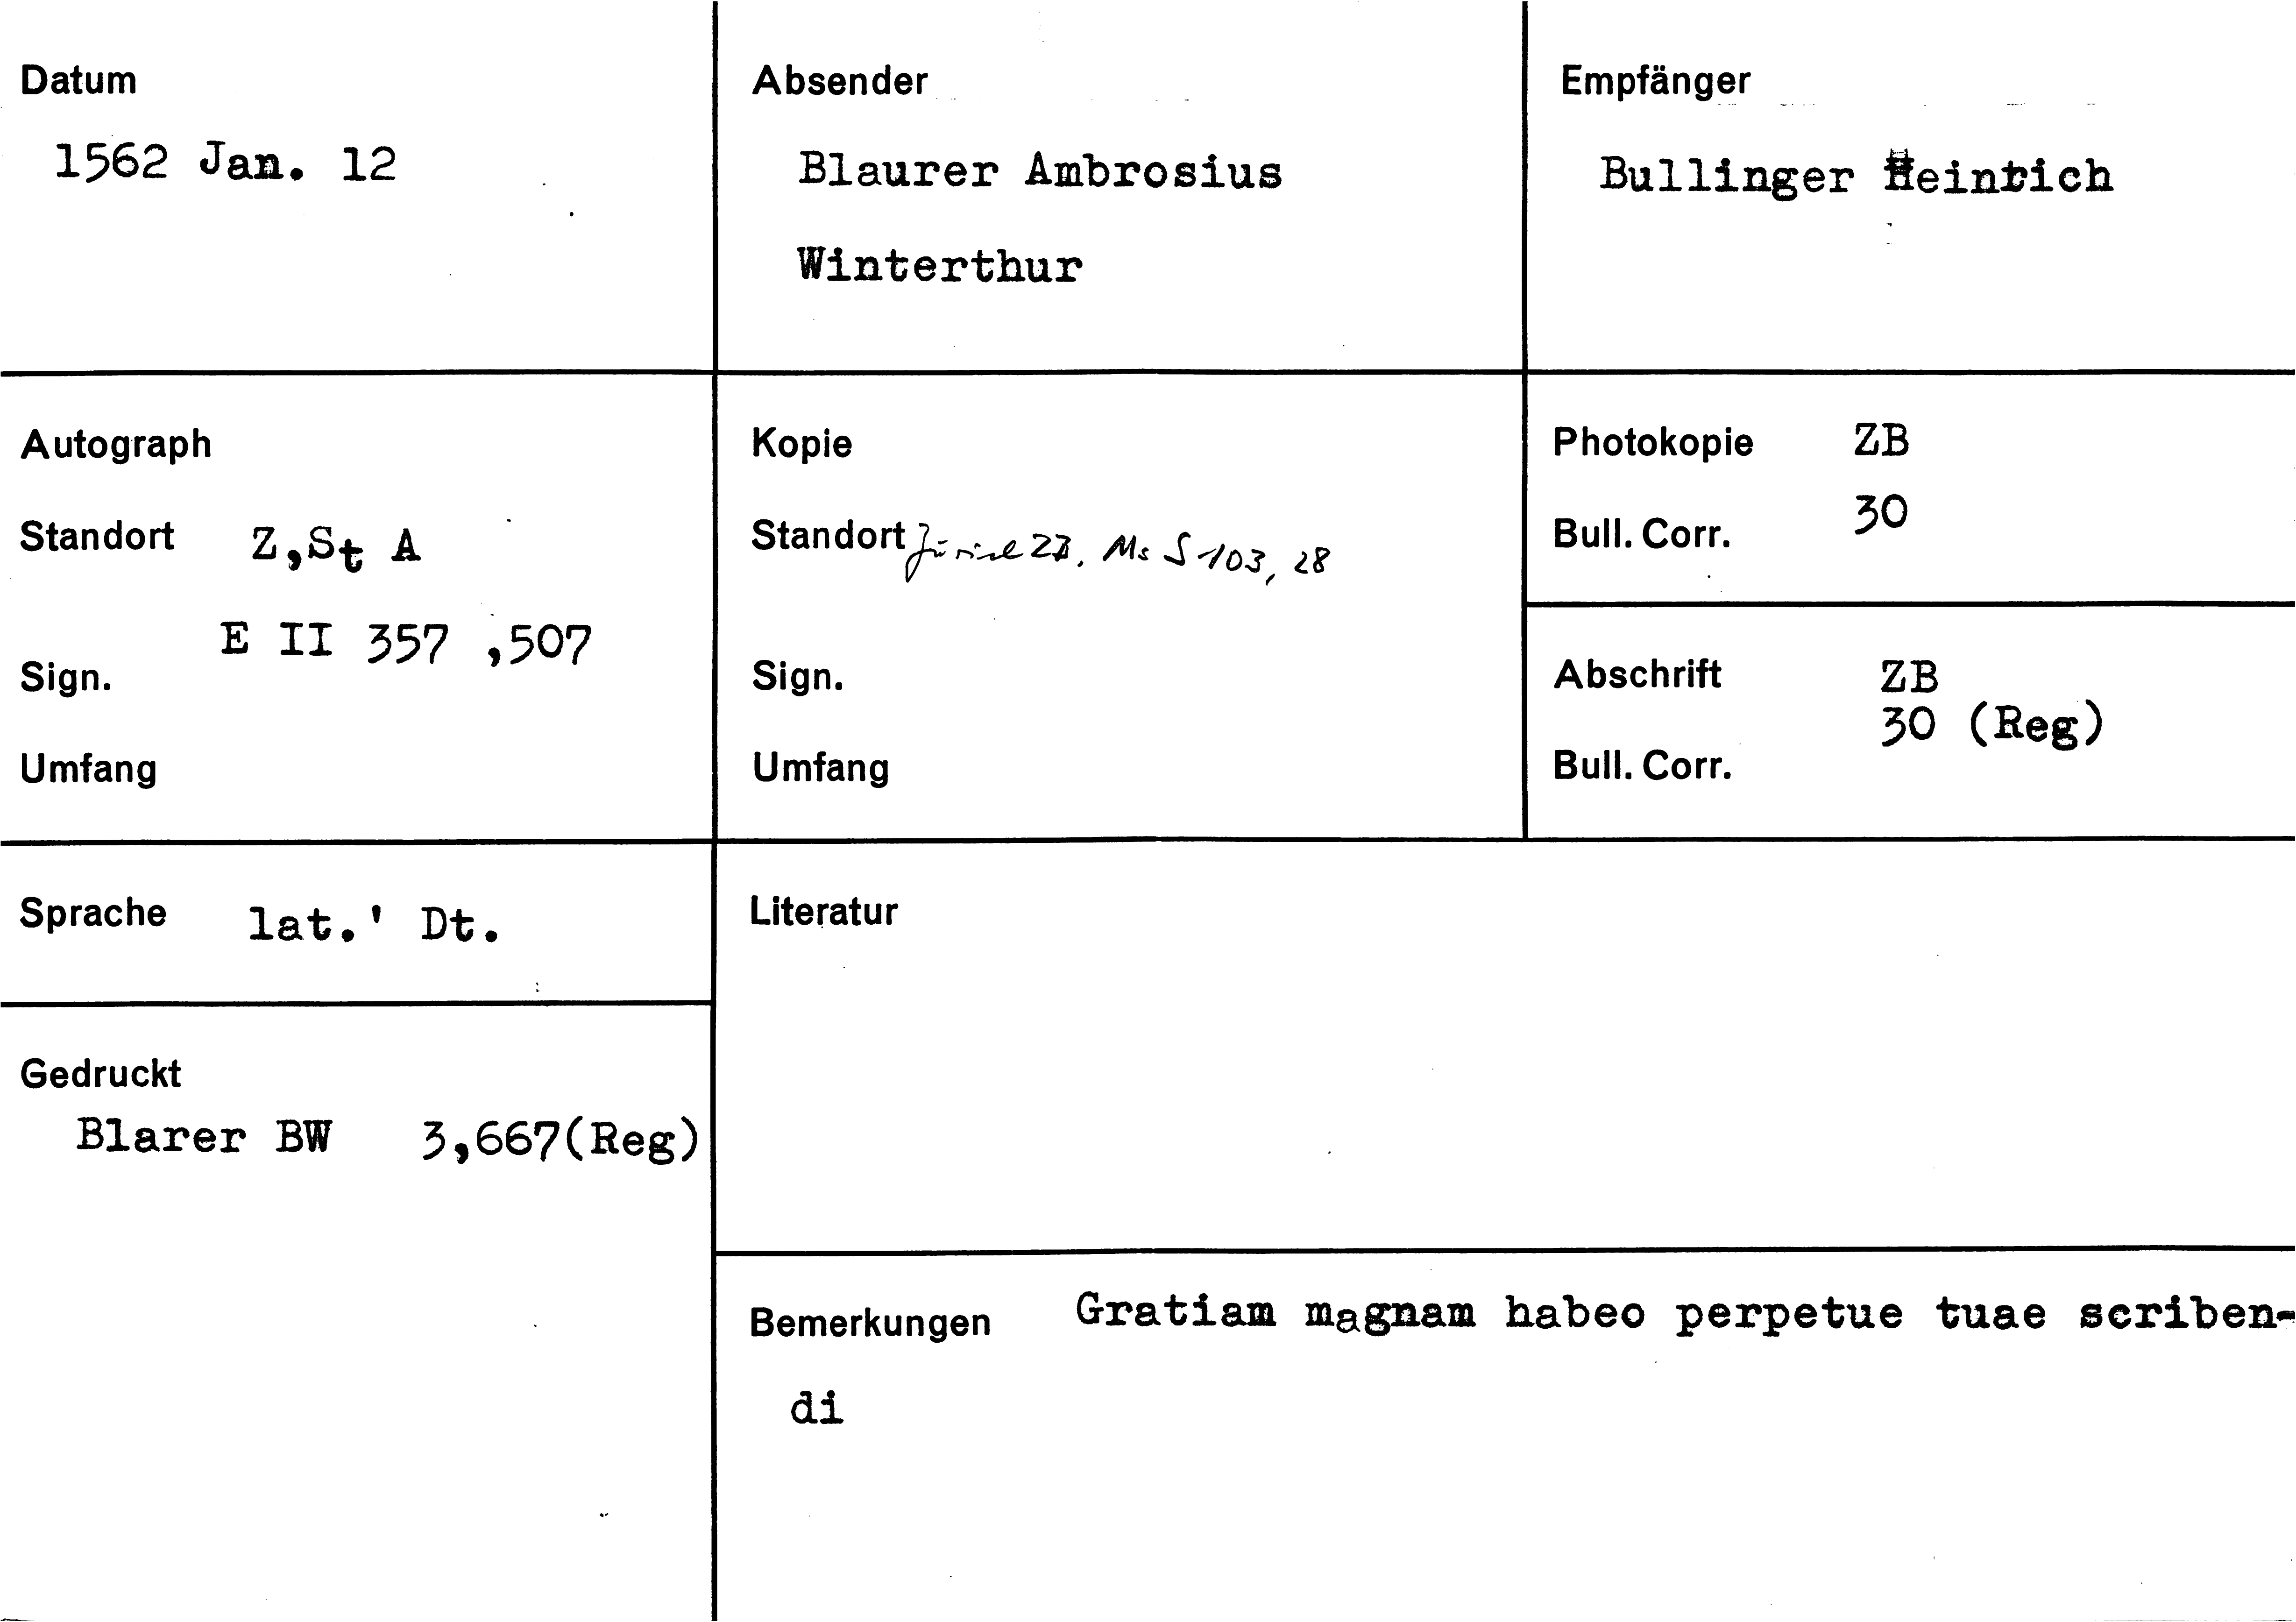 Datum
1562 Jan. 12
Absender
Blaurer Ambrosius
Winterthur
Empfänger
Bullinger Heinrich
Autograph
Standort Z,St A
E II 357 ,507
Sign.
Umfang
Kopie
Standort Zürich ZB, Ms S 103, 28
Sign.
Umfang
Photokopie ZB
Bull. Corr. 30
Abschrift ZB
30 (Reg)
Bull. Corr.
Sprache lat.' Dt.
Gedruckt
Blarer BW 3,667(Reg)
Literatur
Bemerkungen Gratiam magnam habeo perpetue tuae scriben-
di